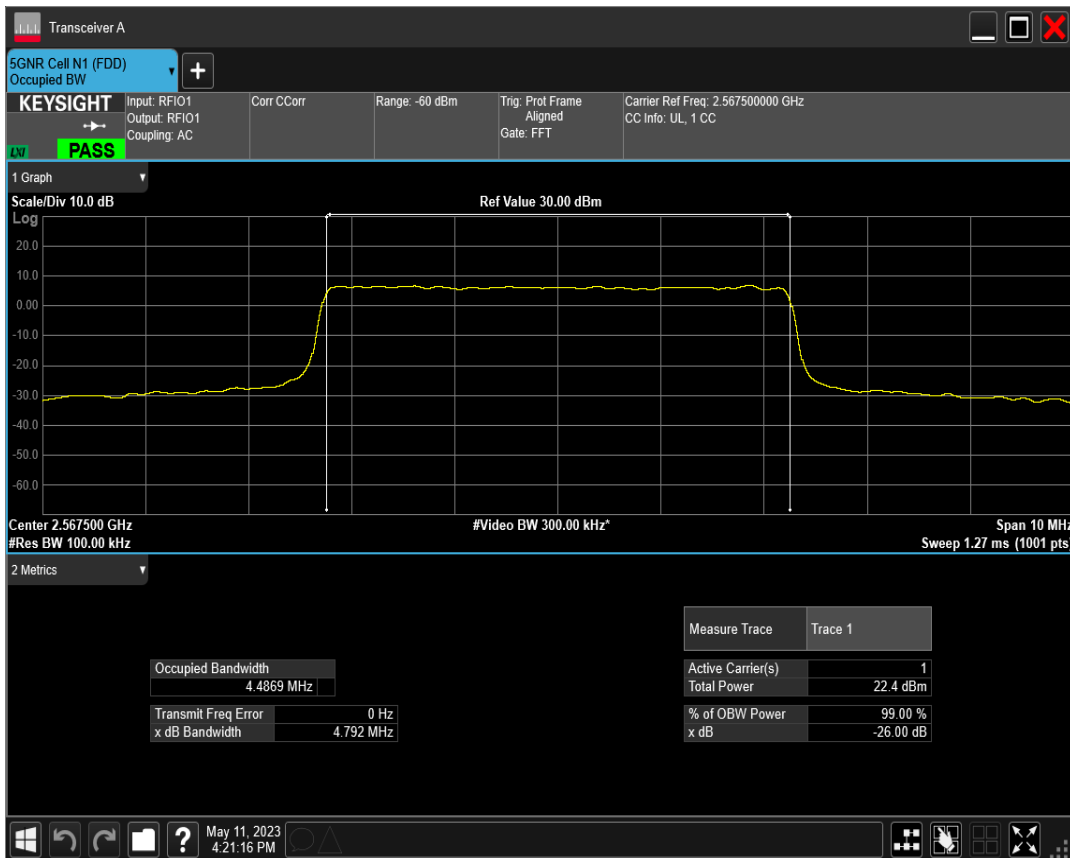 Transceiver A
5GNR Cell N1 (FDD)
Occupied BW
+
KEYSIGHT
LXI
PASS
Input: RFIO1
Output: RFIO1
Coupling: AC
Corr CCorr
Range: -60 dBm
Trig: Prot Frame
Aligned
Gate: FFT
Carrier Ref Freq: 2.567500000 GHz
CC Info: UL, 1 CC
1 Graph
Scale/Div 10.0 dB
Ref Value 30.00 dBm
Log
20.0
10.0
0.00
-10.0
-20.0
-30.0
-40.0
-50.0
-60.0
Center 2.567500 GHz
#Video BW 300.00 kHz*
Span 10 MHz
#Res BW 100.00 kHz
Sweep 1.27 ms (1001 pts)
2 Metrics
Measure Trace Trace 1
Occupied Bandwidth
4.4869 MHz
Active Carrier(s) 1
Total Power 22.4 dBm
Transmit Freq Error 0 Hz
x dB Bandwidth 4.792 MHz
% of OBW Power 99.00 %
x dB -26.00 dB
?
May 11, 2023
4:21:16 PM